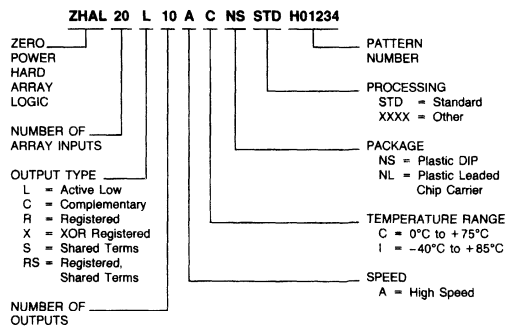 ZHAL 20 L 10 A C NS STD H01234
ZERO
POWER
HARD
ARRAY
LOGIC
NUMBER OF
ARRAY INPUTS
OUTPUT TYPE
L = Active Low
C = Complementary
R = Registered
X = XOR Registered
S = Shared Terms
RS = Registered,
Shared Terms
NUMBER OF
OUTPUTS
PATTERN
NUMBER
PROCESSING
STD = Standard
XXXX = Other
PACKAGE
NS = Plastic DIP
NL = Plastic Leaded
Chip Carrier
TEMPERATURE RANGE
C = 0°C to +75°C
I = -40°C to +85°C
SPEED
A = High Speed